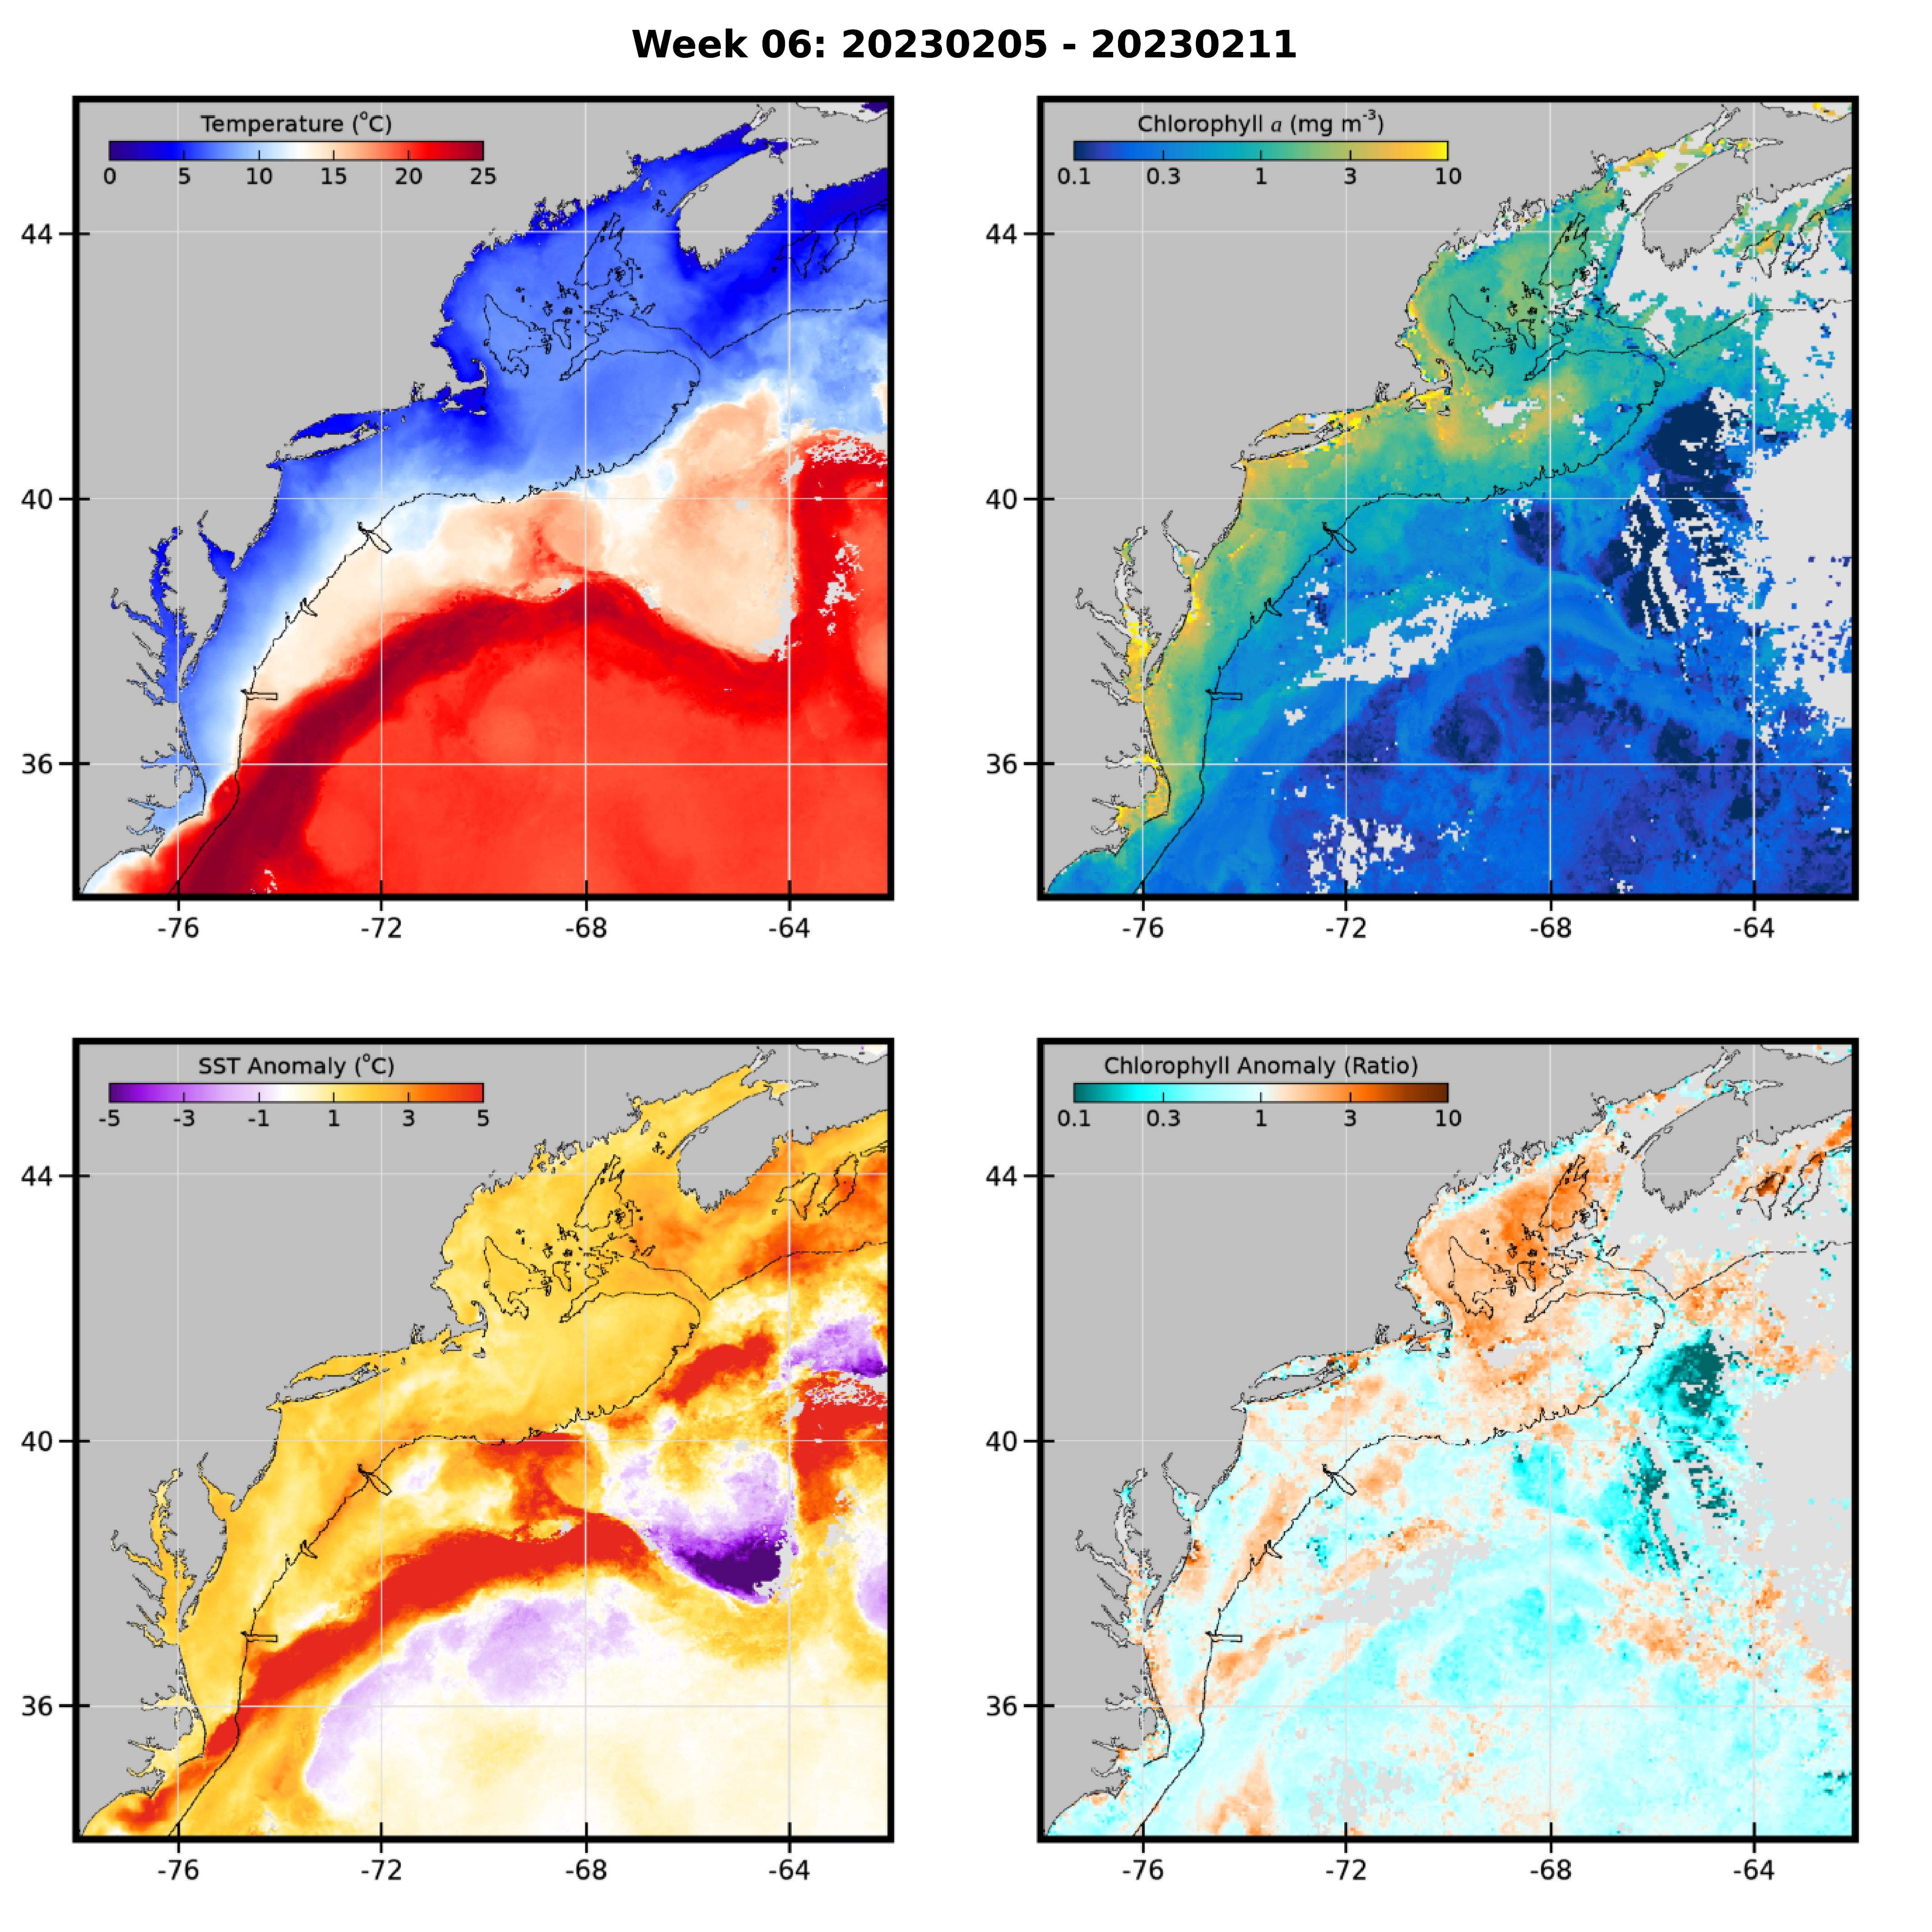 Week 06: 20230205 - 20230211
Temperature (°C)
0 5 10 15 20 25
44
40
36
-76 -72 -68 -64
Chlorophyll a (mg m⁻³)
0.1 0.3 1 3 10
44
40
36
-76 -72 -68 -64
SST Anomaly (°C)
-5 -3 -1 1 3 5
44
40
36
-76 -72 -68 -64
Chlorophyll Anomaly (Ratio)
0.1 0.3 1 3 10
44
40
36
-76 -72 -68 -64